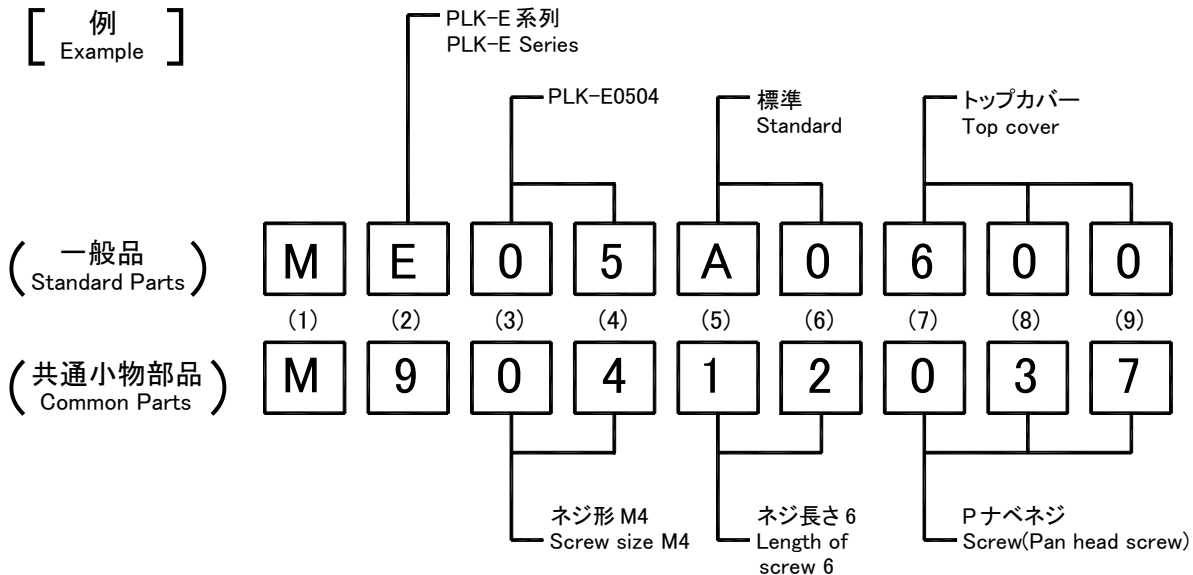 [ 例
Example ]
PLK-E 系列
PLK-E Series
PLK-E0504
標準
Standard
トップカバー
Top cover
( 一般品
Standard Parts )
M E 0 5 A 0 6 0 0
(1) (2) (3) (4) (5) (6) (7) (8) (9)
( 共通小物部品
Common Parts )
M 9 0 4 1 2 0 3 7
ネジ形 M4
Screw size M4
ネジ長さ 6
Length of
screw 6
Pナベネジ
Screw(Pan head screw)